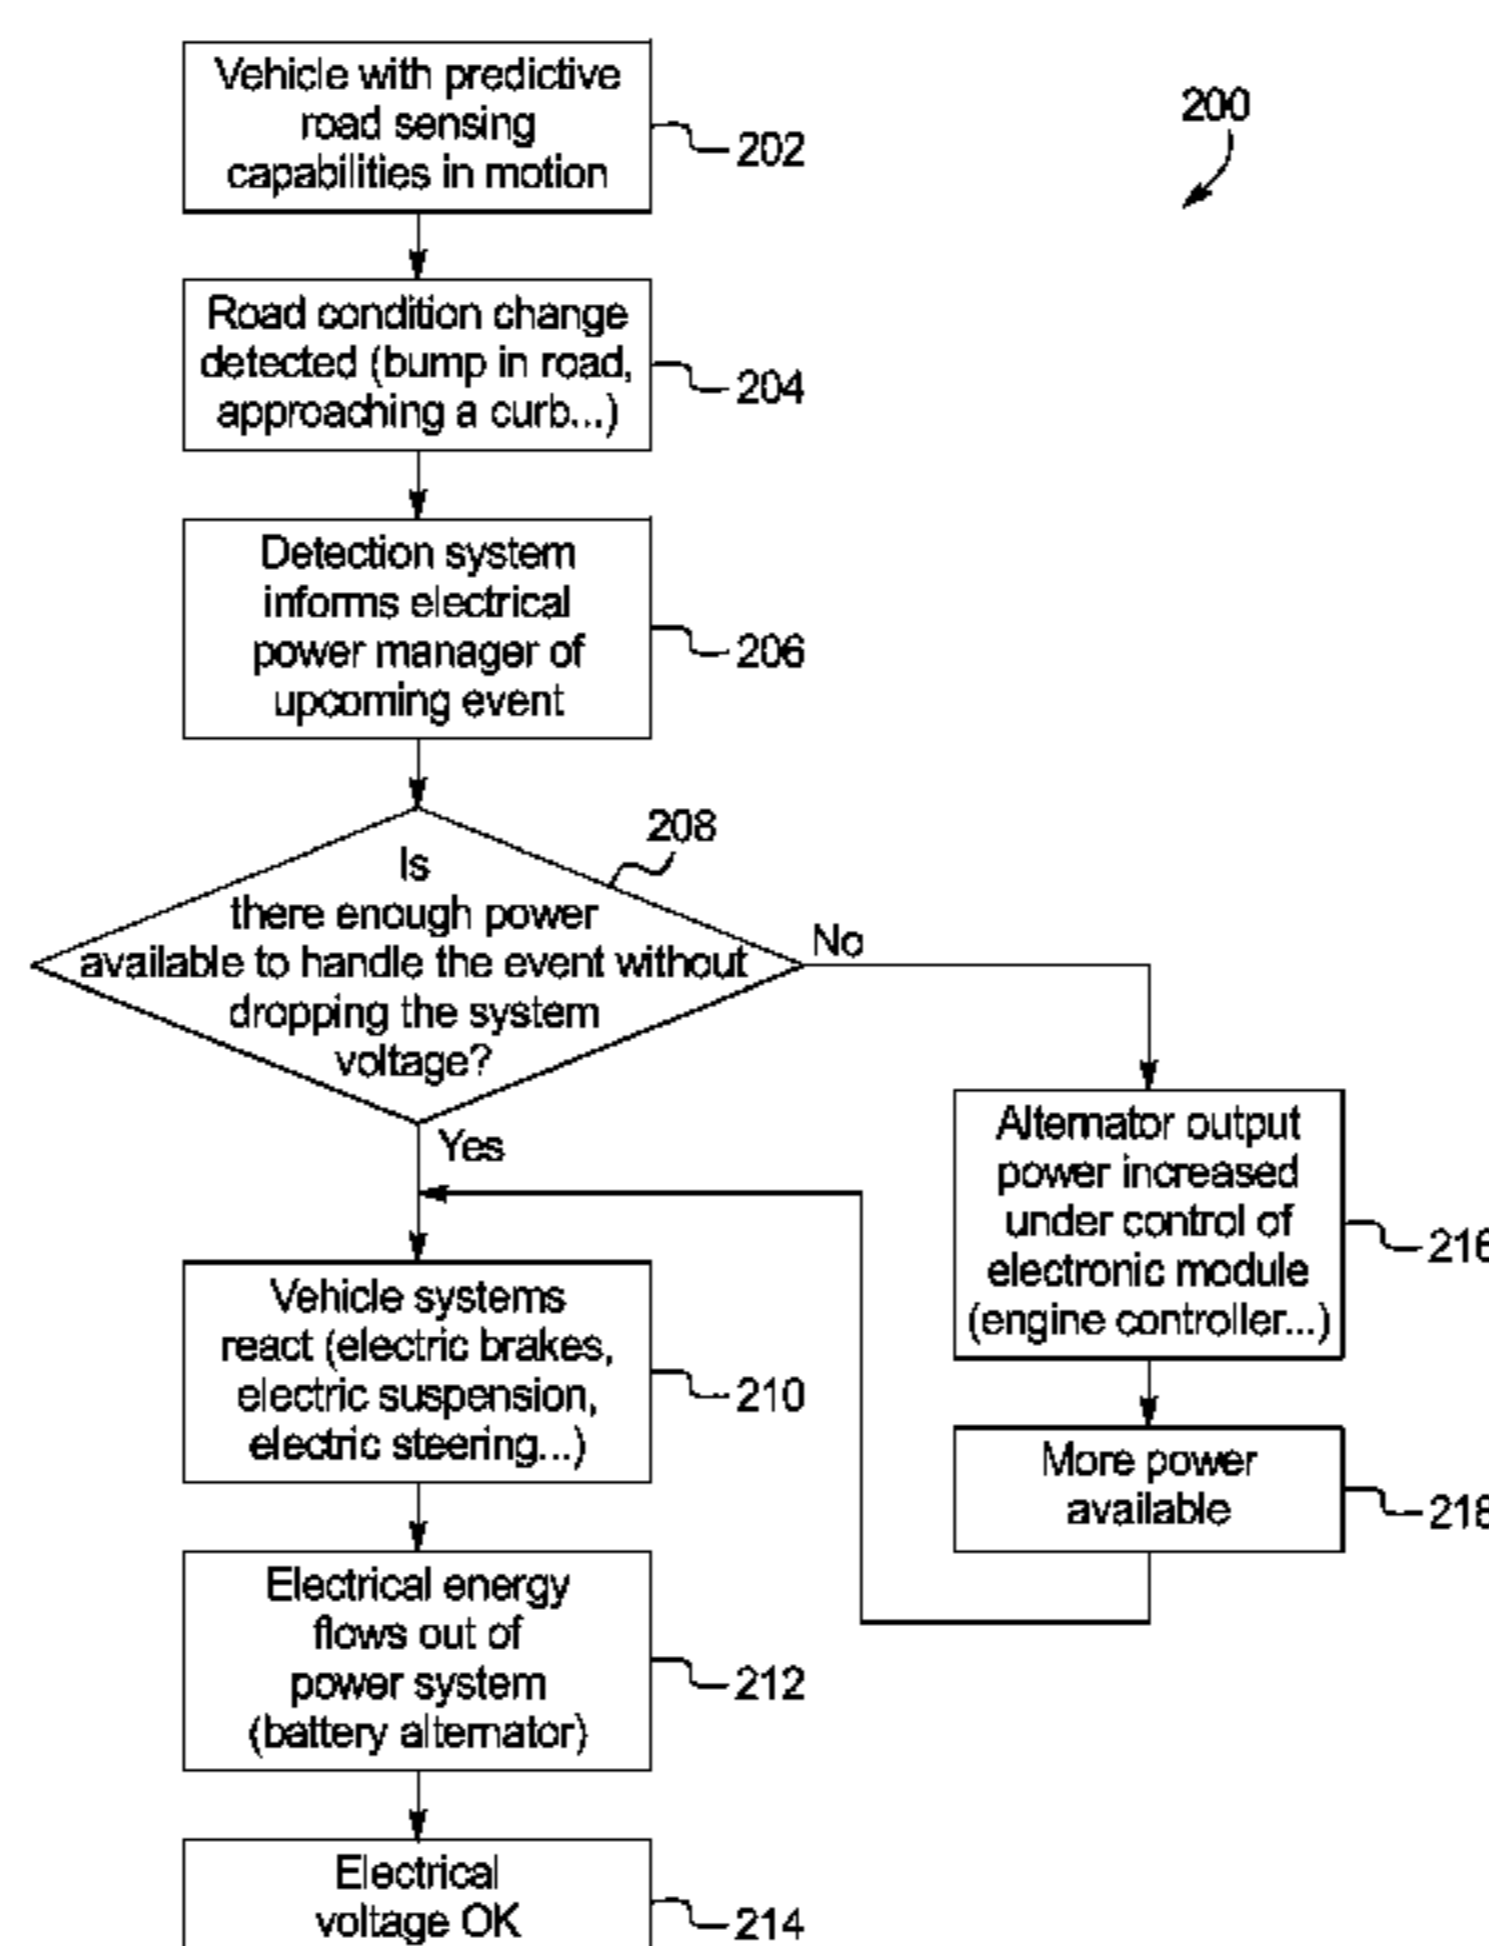 Vehicle with predictive
road sensing
capabilities in motion
202
200
Road condition change
detected (bump in road,
approaching a curb...)
204
Detection system
informs electrical
power manager of
upcoming event
206
208
Is
there enough power
available to handle the event without
dropping the system
voltage?
No
Yes
Alternator output
power increased
under control of
electronic module
(engine controller...)
216
Vehicle systems
react (electric brakes,
electric suspension,
electric steering...)
210
More power
available
218
Electrical energy
flows out of
power system
(battery alternator)
212
Electrical
voltage OK
214